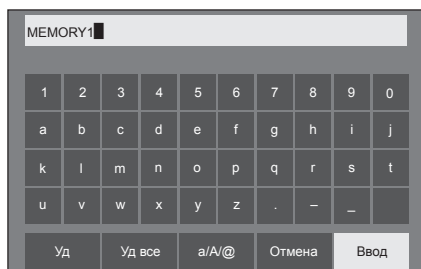 MEMORY1
1 2 3 4 5 6 7 8 9 0
a b c d e f g h i j
k l m n o p q r s t
u v w x y z . – _
Уд Уд все a/A/@ Отмена Ввод